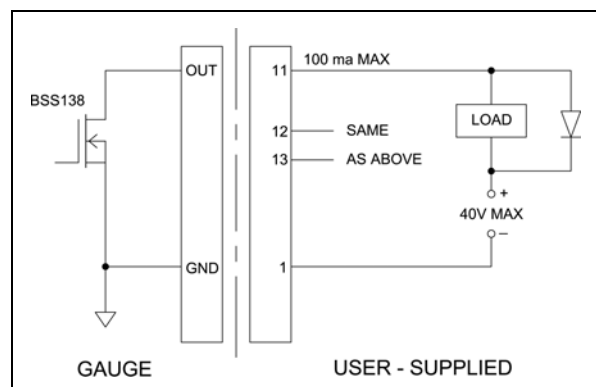 OUT
11
100 ma MAX
BSS138
LOAD
12
SAME
13
AS ABOVE
+
40V MAX
–
GND
1
GAUGE
USER - SUPPLIED